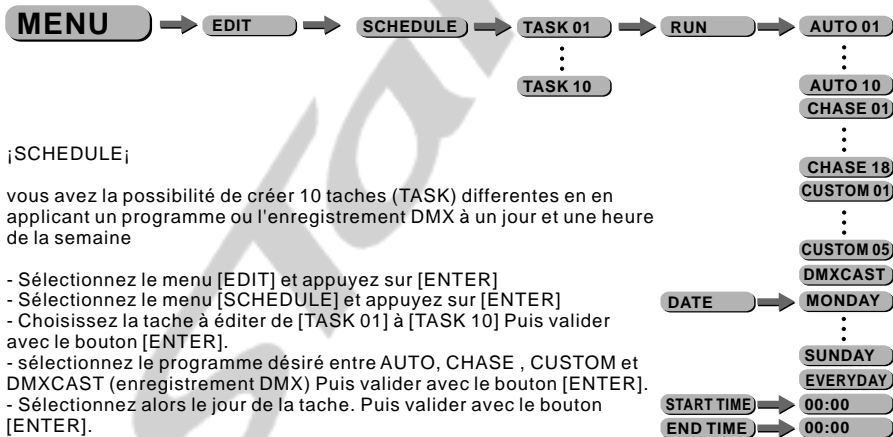 MENU EDIT SCHEDULE TASK 01 RUN AUTO 01
TASK 10 AUTO 10
CHASE 01
¡SCHEDULE¡
CHASE 18
vous avez la possibilité de créer 10 taches (TASK) differentes en en CUSTOM 01
applicant un programme ou l'enregistrement DMX à un jour et une heure
de la semaine
CUSTOM 05
- Sélectionnez le menu [EDIT] et appuyez sur [ENTER] DMXCAST
- Sélectionnez le menu [SCHEDULE] et appuyez sur [ENTER] DATE MONDAY
- Choisissez la tache à éditer de [TASK 01] à [TASK 10] Puis valider
avec le bouton [ENTER].
- sélectionnez le programme désiré entre AUTO, CHASE , CUSTOM et SUNDAY
DMXCAST (enregistrement DMX) Puis valider avec le bouton [ENTER]. EVERYDAY
- Sélectionnez alors le jour de la tache. Puis valider avec le bouton START TIME 00:00
[ENTER]. END TIME 00:00